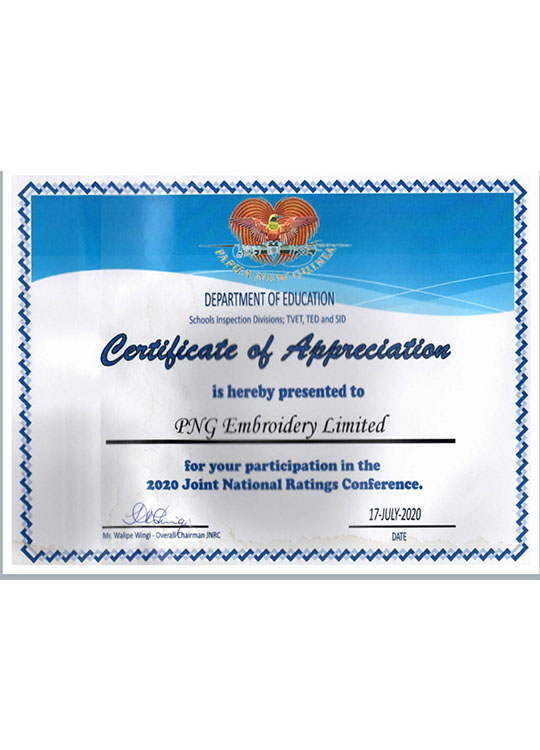 PAPUA NEW GUINEA
DEPARTMENT OF EDUCATION
Schools Inspection Divisions; TVET, TED and SID
Certificate of Appreciation
is hereby presented to
PNG Embroidery Limited
for your participation in the
2020 Joint National Ratings Conference.
17-JULY-2020
Mr. Walipe Wingi - Overall Chairman JNRC
DATE